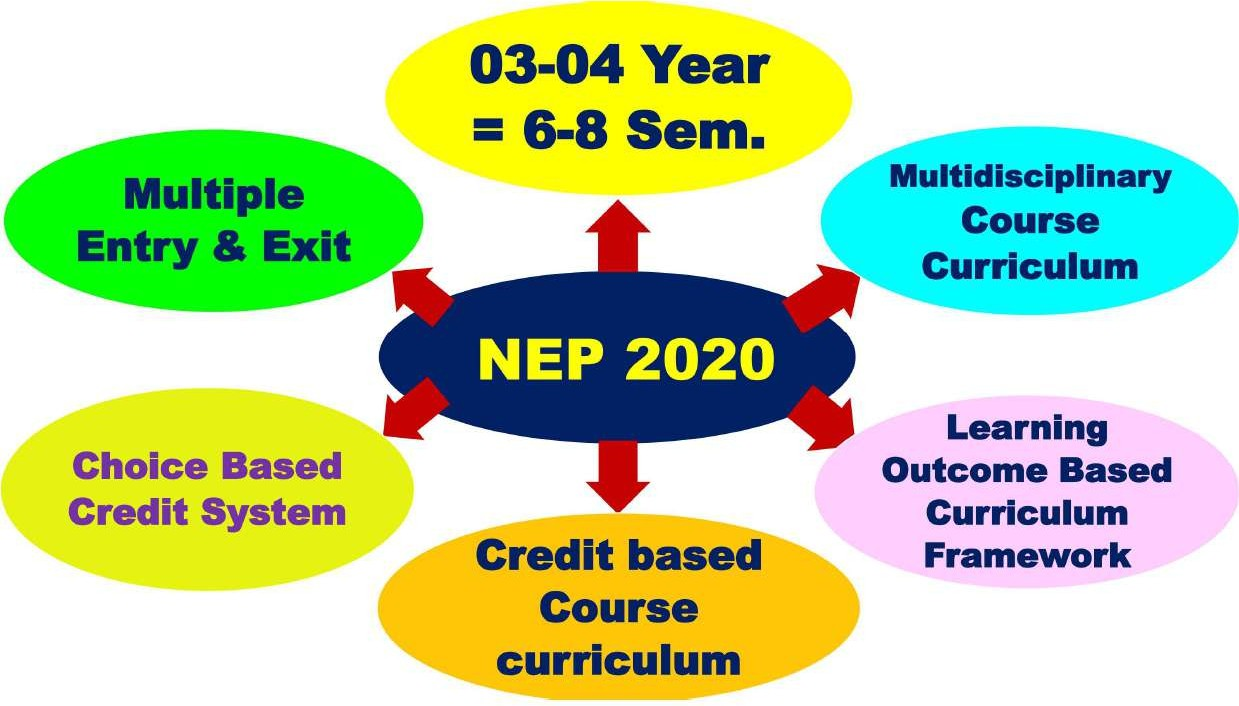 03-04 Year
= 6-8 Sem.
Multiple
Entry & Exit
Multidisciplinary
Course
Curriculum
NEP 2020
Choice Based
Credit System
Learning
Outcome Based
Curriculum
Framework
Credit based
Course
curriculum